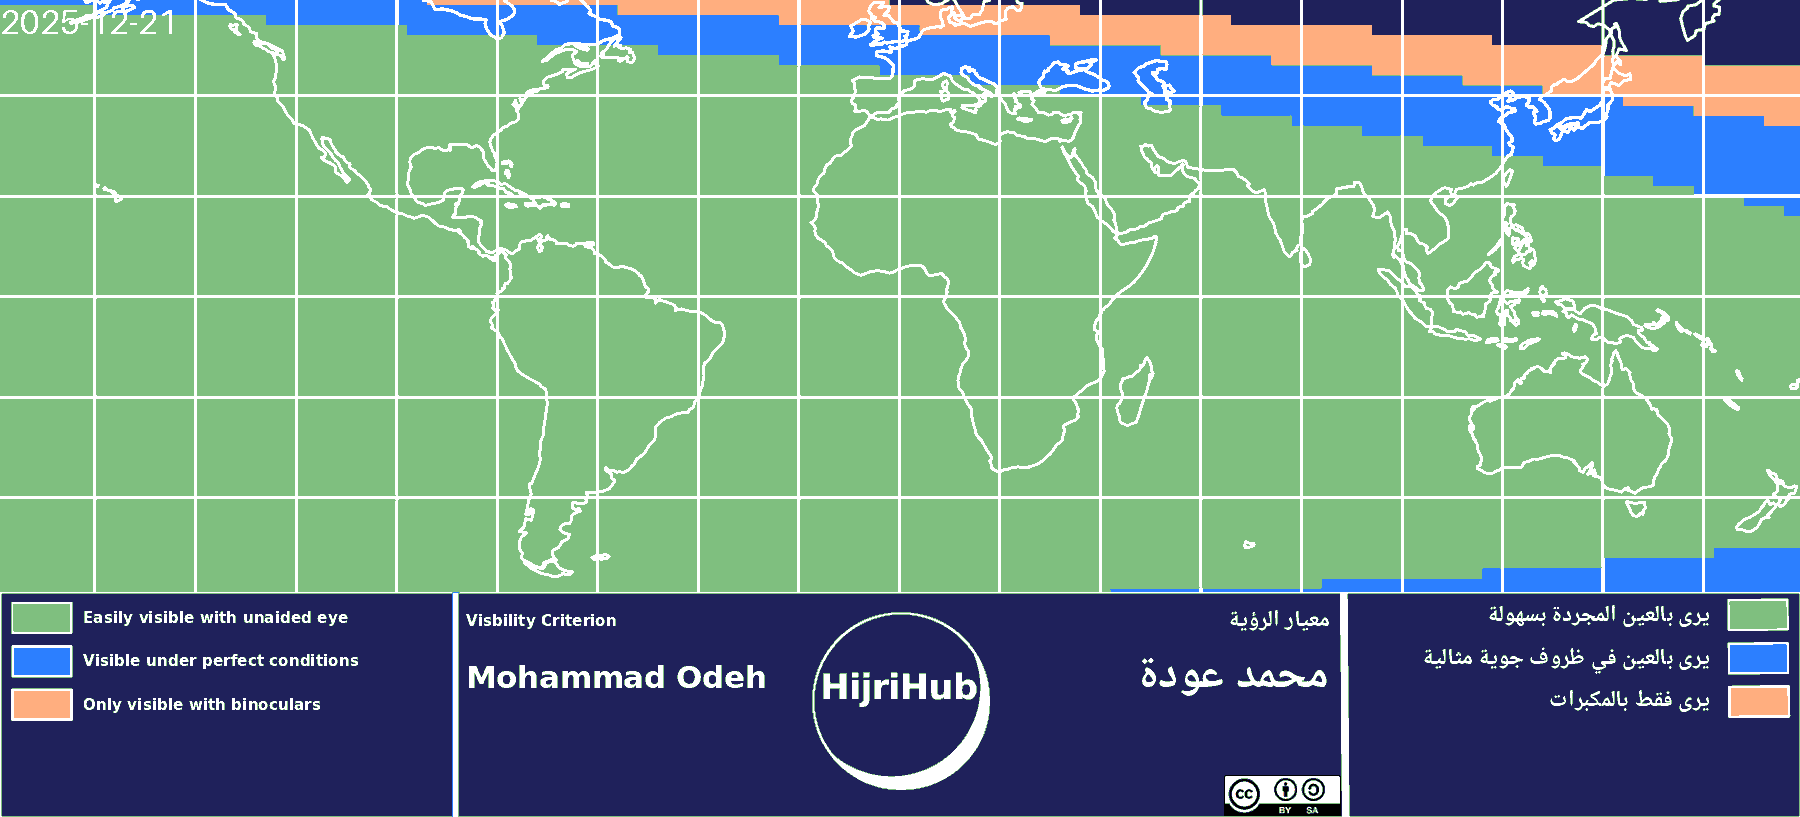 2025-12-21
Easily visible with unaided eye
Visible under perfect conditions
Only visible with binoculars
Visbility Criterion
معيار الرؤية
Mohammad Odeh
محمد عودة
HijriHub
cc
BY SA
يرى بالعين المجردة بسهولة
يرى بالعين في ظروف جوية مثالية
يرى فقط بالمكبرات